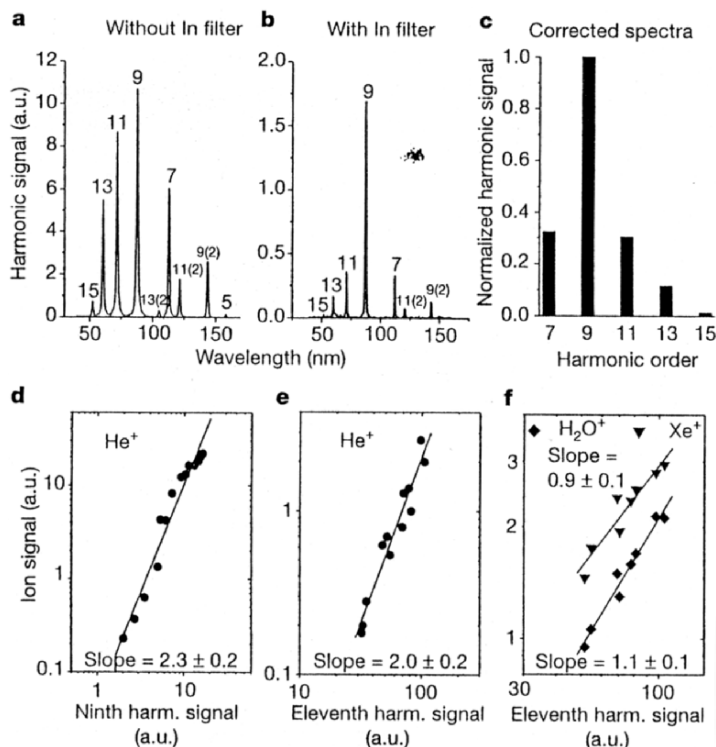 a Without In filter
b With In filter
c Corrected spectra
Harmonic signal (a.u.)
12
10
8
6
4
2
0
15
13
11
9
13(2)
7
11(2)
9(2)
5
50 100 150
2.0
1.5
1.0
0.5
0.0
15
13
11
9
7
11(2)
9(2)
50 100 150
Wavelength (nm)
Normalized harmonic signal
1.0
0.8
0.6
0.4
0.2
0.0
7 9 11 13 15
Harmonic order
d
He+
Ion signal (a.u.)
10
1
0.1
Slope = 2.3 ± 0.2
1 10
Ninth harm. signal
(a.u.)
e
He+
1
0.1
Slope = 2.0 ± 0.2
10 100
Eleventh harm. signal
(a.u.)
f
H2O+ Xe+
Slope =
0.9 ± 0.1
3
2
1
Slope = 1.1 ± 0.1
30 100
Eleventh harm. signal
(a.u.)